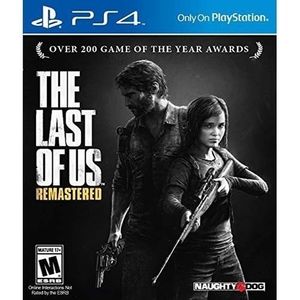 PS4
Only On PlayStation
OVER 200 GAME OF THE YEAR AWARDS
THE
LAST
OF US
REMASTERED
MATURE 17+
M
ESRB
Online Interactions Not
Rated by the ESRB
NAUGHTY DOG